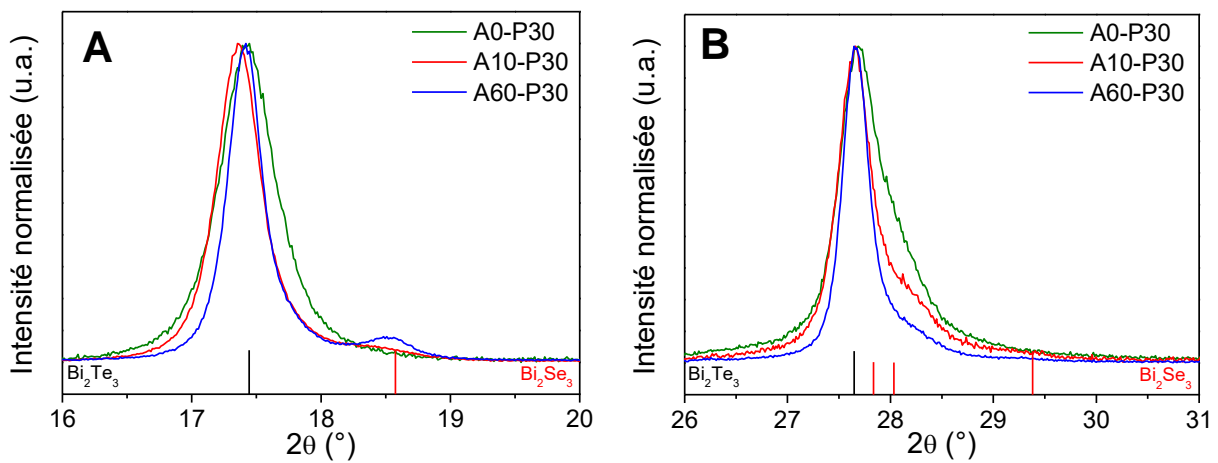 A
A0-P30
A10-P30
A60-P30
Intensité normalisée (u.a.)
Bi₂Te₃
Bi₂Se₃
16 17 18 19 20
2θ (°)
B
A0-P30
A10-P30
A60-P30
Intensité normalisée (u.a.)
Bi₂Te₃
Bi₂Se₃
26 27 28 29 30 31
2θ (°)